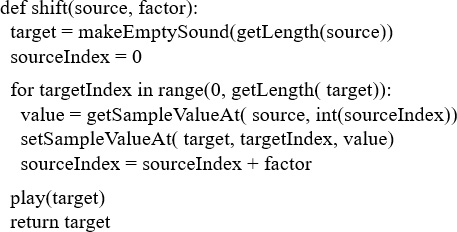 def shift(source, factor):
target = makeEmptySound(getLength(source))
sourceIndex = 0
for targetIndex in range(0, getLength( target)):
value = getSampleValueAt( source, int(sourceIndex))
setSampleValueAt( target, targetIndex, value)
sourceIndex = sourceIndex + factor
play(target)
return target